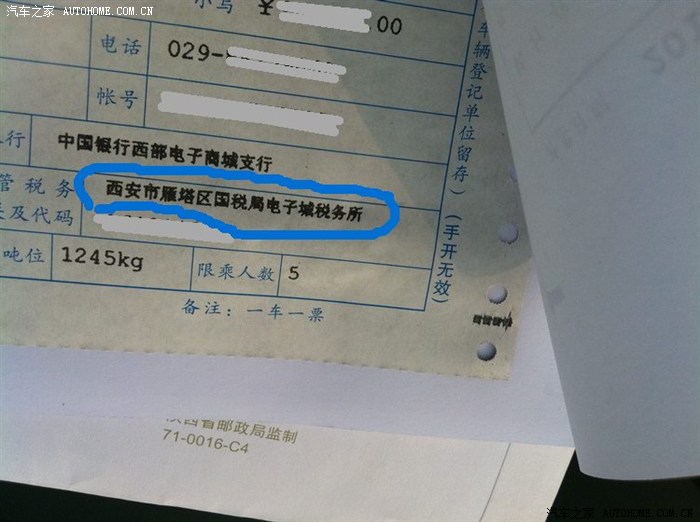 汽车之家 AUTOHOME.COM.CN
小写 ¥ 00
电话 029-
帐号
行 中国银行西部电子商城支行
管税务 西安市雁塔区国税局电子城税务所
关及代码
吨位 1245kg 限乘人数 5
备注：一车一票
车辆登记单位留存）
（手开无效）
陕西省邮政局监制
71-0016-C4
汽车之家 AUTOHOME.COM.CN